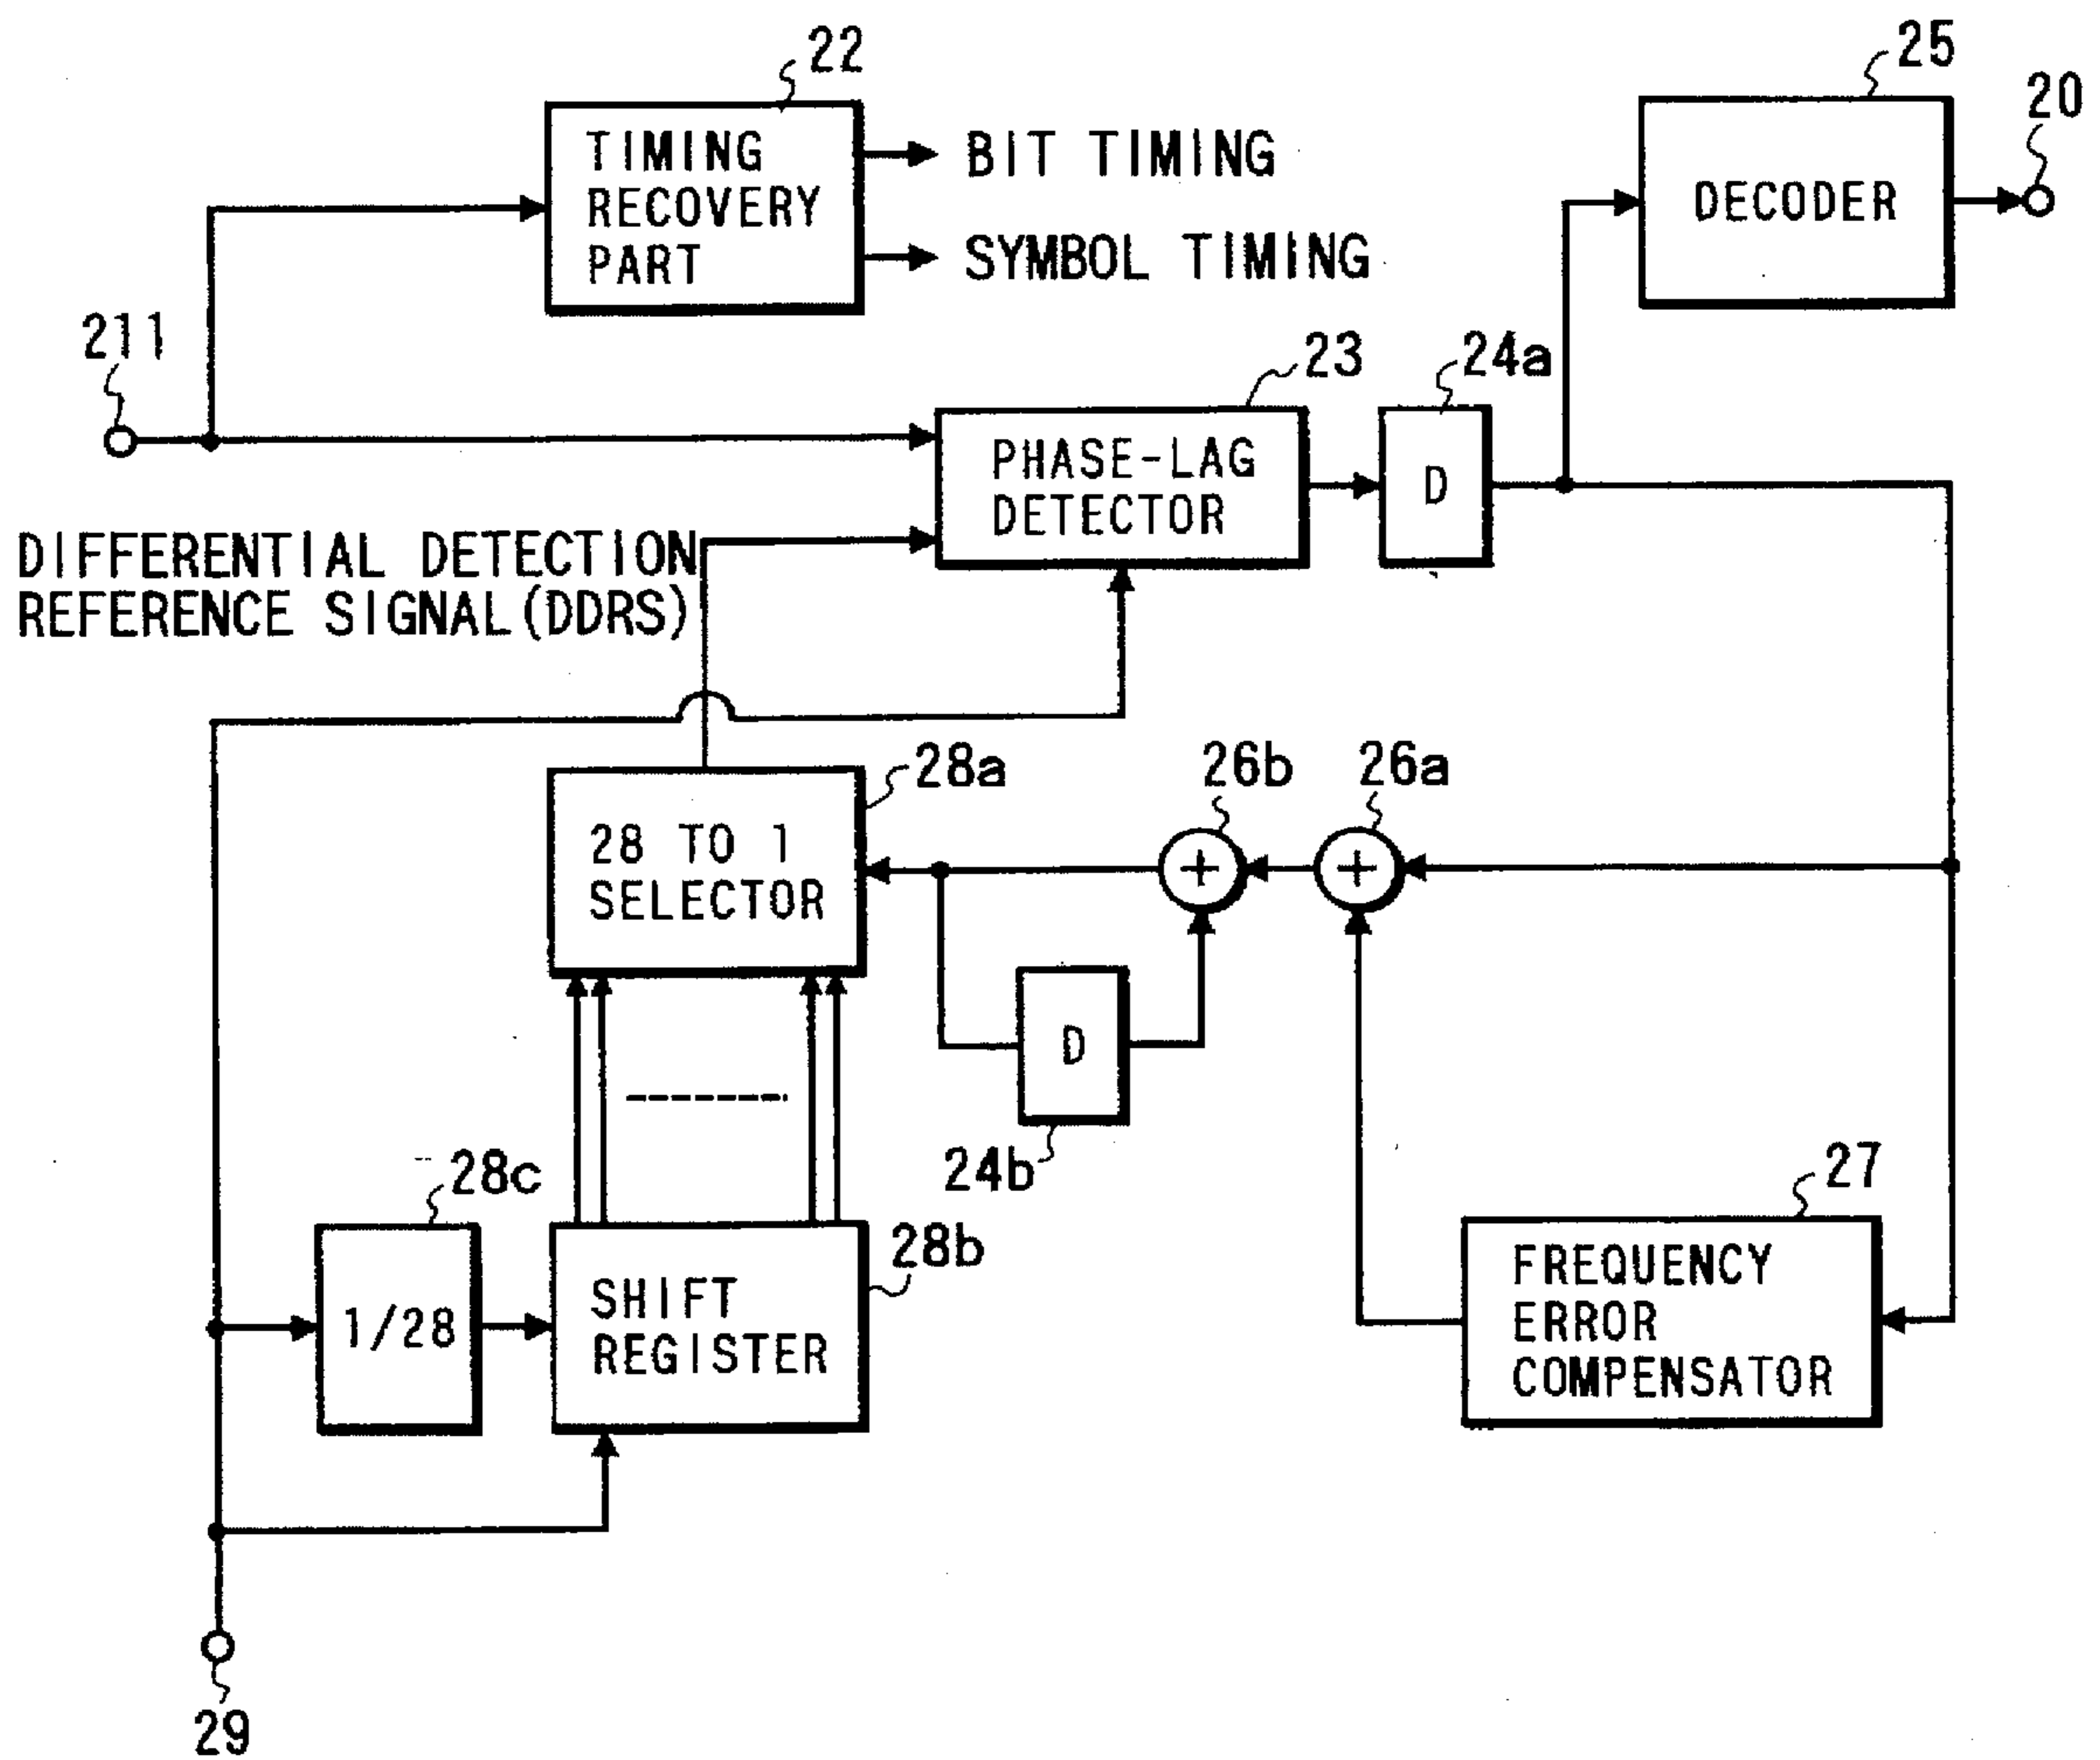 22
25
20
TIMING
RECOVERY
PART
BIT TIMING
SYMBOL TIMING
DECODER
211
23
24a
PHASE-LAG
DETECTOR
D
DIFFERENTIAL DETECTION
REFERENCE SIGNAL(DDRS)
28a
26b
26a
28 TO 1
SELECTOR
+
+
D
24b
28c
28b
27
1/28
SHIFT
REGISTER
FREQUENCY
ERROR
COMPENSATOR
29